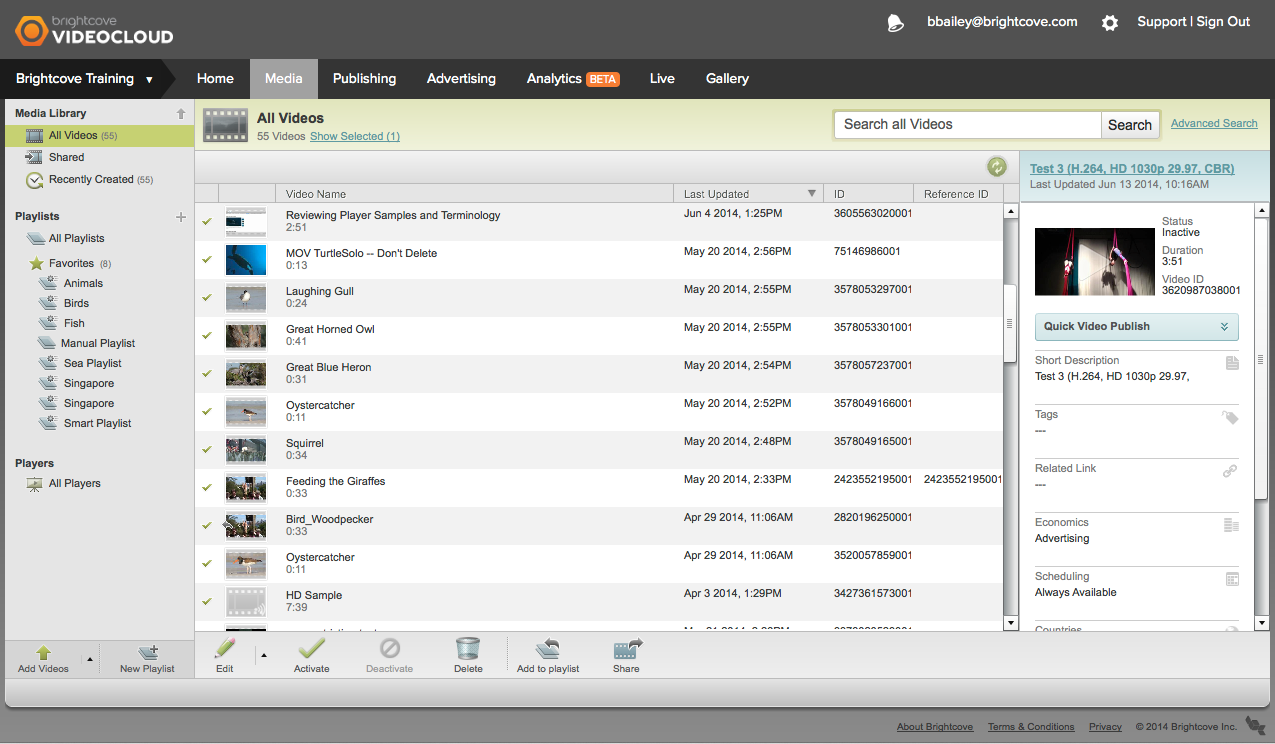 brightcove
VIDEOCLOUD
bbailey@brightcove.com
Support | Sign Out
Brightcove Training ▼
Home
Media
Publishing
Advertising
Analytics BETA
Live
Gallery
Media Library
All Videos (55)
Shared
Recently Created (55)
Playlists
All Playlists
Favorites (8)
Animals
Birds
Fish
Manual Playlist
Sea Playlist
Singapore
Singapore
Smart Playlist
Players
All Players
Add Videos
New Playlist
All Videos
55 Videos Show Selected (1)
Search all Videos
Search
Advanced Search
Video Name Last Updated ID Reference ID
Reviewing Player Samples and Terminology Jun 4 2014, 1:25PM 3605563020001
2:51
MOV TurtleSolo -- Don't Delete May 20 2014, 2:56PM 75146986001
0:13
Laughing Gull May 20 2014, 2:55PM 3578053297001
0:24
Great Horned Owl May 20 2014, 2:55PM 3578053301001
0:41
Great Blue Heron May 20 2014, 2:54PM 3578057237001
0:31
Oystercatcher May 20 2014, 2:52PM 3578049166001
0:11
Squirrel May 20 2014, 2:48PM 3578049165001
0:34
Feeding the Giraffes May 20 2014, 2:33PM 2423552195001 2423552195001
0:33
Bird_Woodpecker Apr 29 2014, 11:06AM 2820196250001
0:33
Oystercatcher Apr 29 2014, 11:06AM 3520057859001
0:11
HD Sample Apr 3 2014, 1:29PM 3427361573001
7:39
Edit
Activate
Deactivate
Delete
Add to playlist
Share
Test 3 (H.264, HD 1030p 29.97, CBR)
Last Updated Jun 13 2014, 10:16AM
Status
Inactive
Duration
3:51
Video ID
3620987038001
Quick Video Publish
Short Description
Test 3 (H.264, HD 1030p 29.97,
Tags
---
Related Link
---
Economics
Advertising
Scheduling
Always Available
Countries
About Brightcove
Terms & Conditions
Privacy
© 2014 Brightcove Inc.